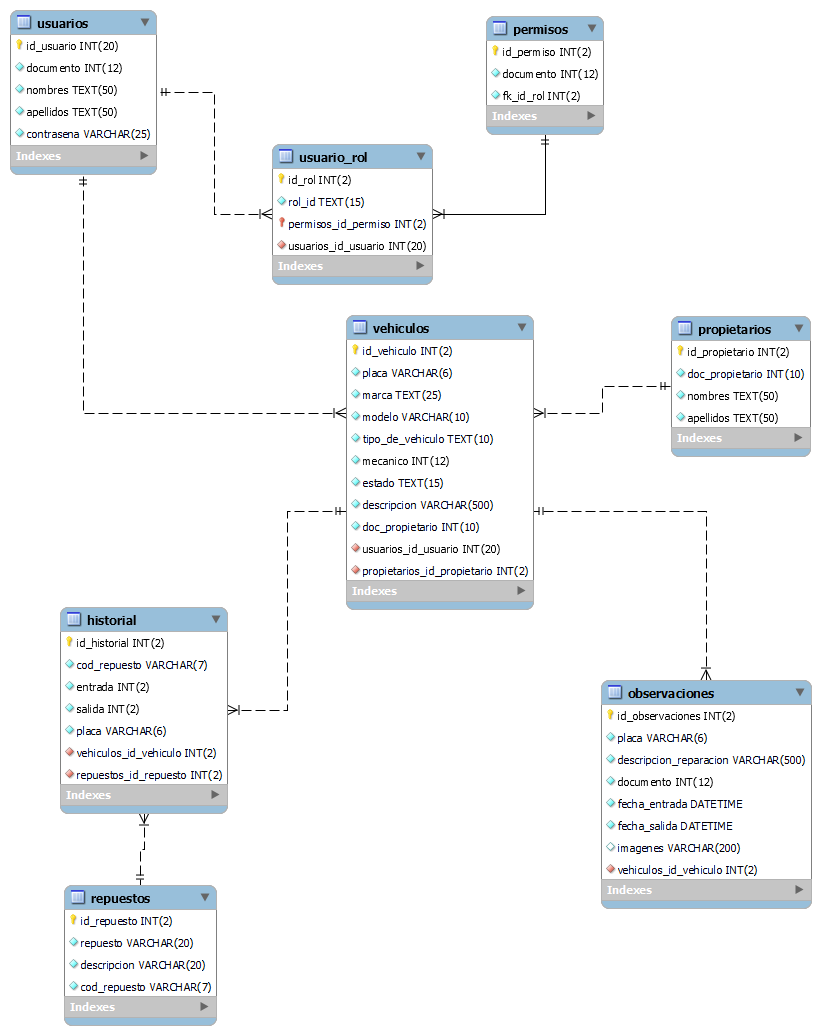 usuarios
id_usuario INT(20)
documento INT(12)
nombres TEXT(50)
apellidos TEXT(50)
contrasena VARCHAR(25)
Indexes
permisos
id_permiso INT(2)
documento INT(12)
fk_id_rol INT(2)
Indexes
usuario_rol
id_rol INT(2)
rol_id TEXT(15)
permisos_id_permiso INT(2)
usuarios_id_usuario INT(20)
Indexes
vehiculos
id_vehiculo INT(2)
placa VARCHAR(6)
marca TEXT(25)
modelo VARCHAR(10)
tipo_de_vehiculo TEXT(10)
mecanico INT(12)
estado TEXT(15)
descripcion VARCHAR(500)
doc_propietario INT(10)
usuarios_id_usuario INT(20)
propietarios_id_propietario INT(2)
Indexes
propietarios
id_propietario INT(2)
doc_propietario INT(10)
nombres TEXT(50)
apellidos TEXT(50)
Indexes
historial
id_historial INT(2)
cod_repuesto VARCHAR(7)
entrada INT(2)
salida INT(2)
placa VARCHAR(6)
vehiculos_id_vehiculo INT(2)
repuestos_id_repuesto INT(2)
Indexes
observaciones
id_observaciones INT(2)
placa VARCHAR(6)
descripcion_reparacion VARCHAR(500)
documento INT(12)
fecha_entrada DATETIME
fecha_salida DATETIME
imagenes VARCHAR(200)
vehiculos_id_vehiculo INT(2)
Indexes
repuestos
id_repuesto INT(2)
repuesto VARCHAR(20)
descripcion VARCHAR(20)
cod_repuesto VARCHAR(7)
Indexes